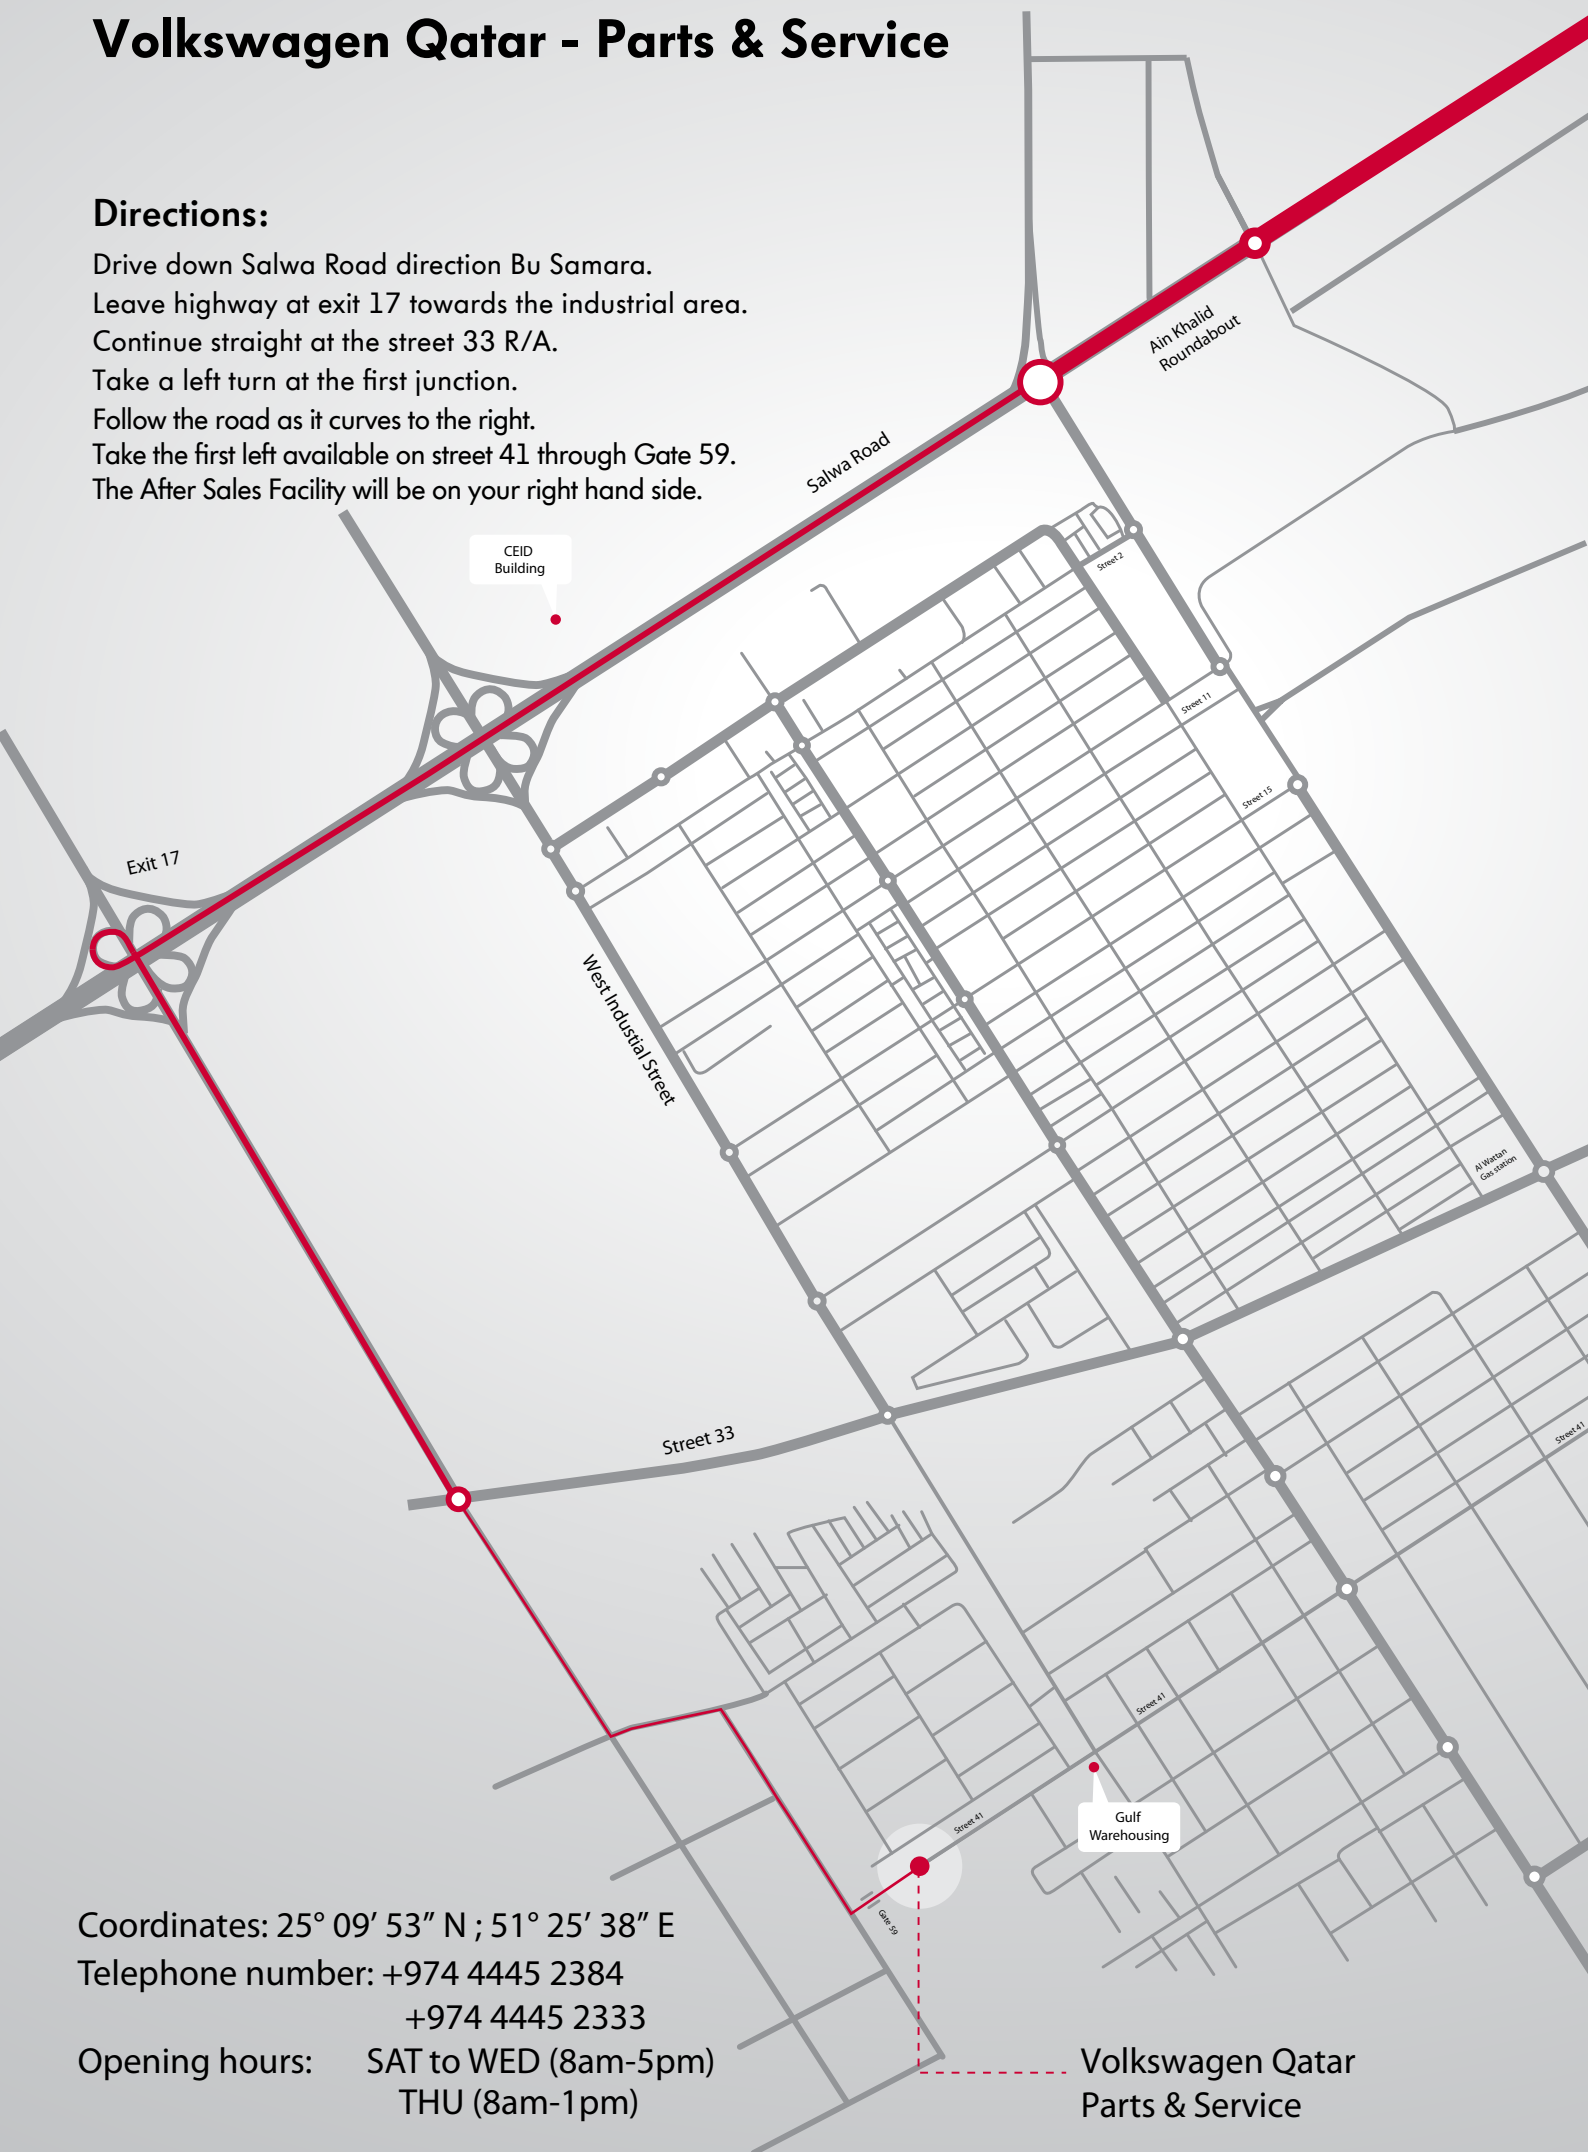 Volkswagen Qatar - Parts & Service
Directions:
Drive down Salwa Road direction Bu Samara.
Leave highway at exit 17 towards the industrial area.
Continue straight at the street 33 R/A.
Take a left turn at the first junction.
Follow the road as it curves to the right.
Take the first left available on street 41 through Gate 59.
The After Sales Facility will be on your right hand side.
Ain Khalid
Roundabout
Salwa Road
CEID
Building
Street 2
Street 11
Street 15
Exit 17
West Industial Street
Al Wattan
Gas station
Street 33
Street 41
Street 41
Street 41
Gulf
Warehousing
Gate 59
Coordinates: 25° 09’ 53” N ; 51° 25’ 38” E
Telephone number: +974 4445 2384
+974 4445 2333
Opening hours: SAT to WED (8am-5pm)
THU (8am-1pm)
Volkswagen Qatar
Parts & Service